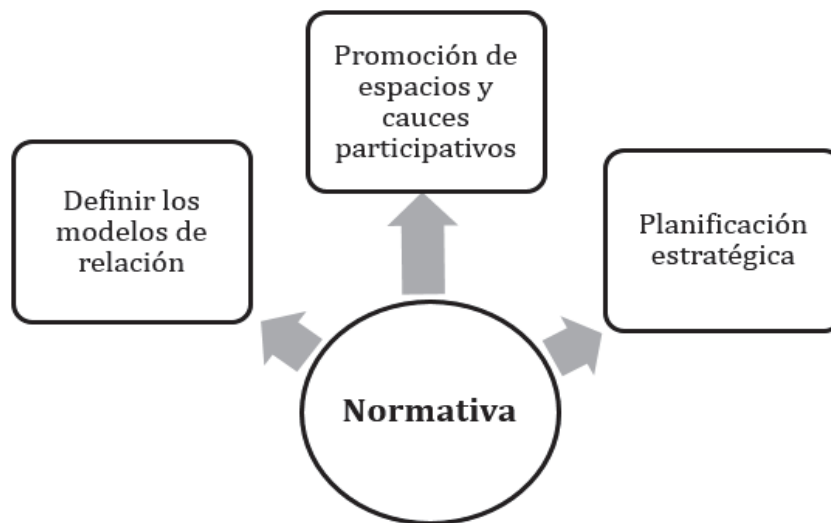 Promoción de
espacios y
cauces
participativos
Definir los
modelos de
relación
Planificación
estratégica
Normativa